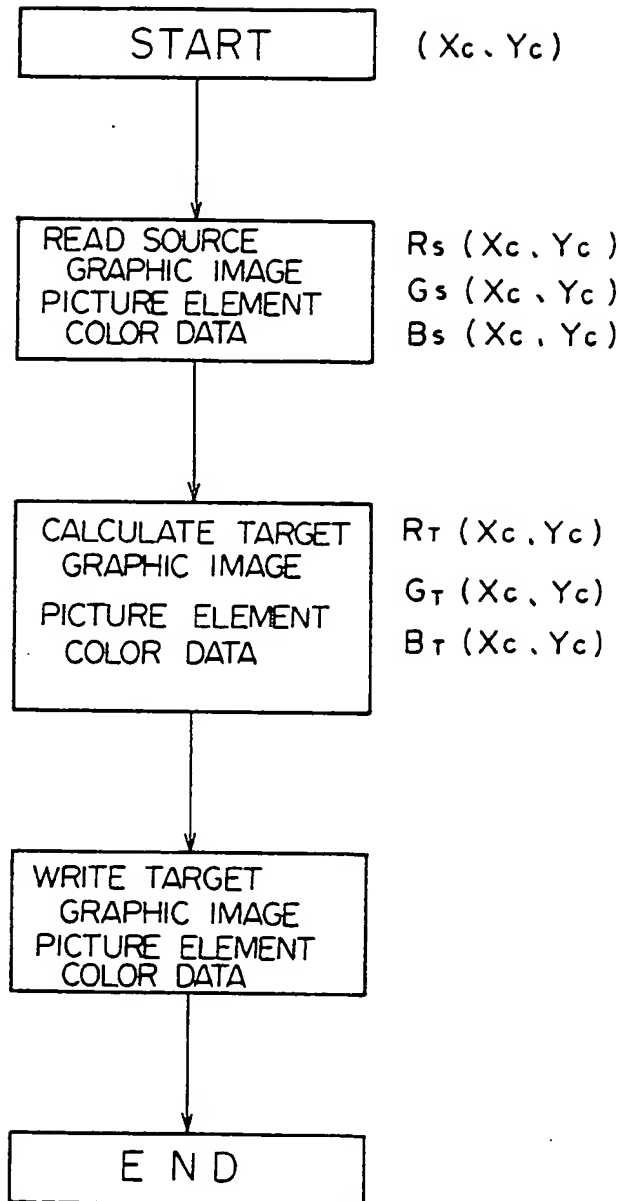 START (Xc、Yc)
READ SOURCE Rs (Xc、Yc)
GRAPHIC IMAGE Gs (Xc、Yc)
PICTURE ELEMENT Bs (Xc、Yc)
COLOR DATA
CALCULATE TARGET RT (Xc、Yc)
GRAPHIC IMAGE GT (Xc、Yc)
PICTURE ELEMENT BT (Xc、Yc)
COLOR DATA
WRITE TARGET
GRAPHIC IMAGE
PICTURE ELEMENT
COLOR DATA
END